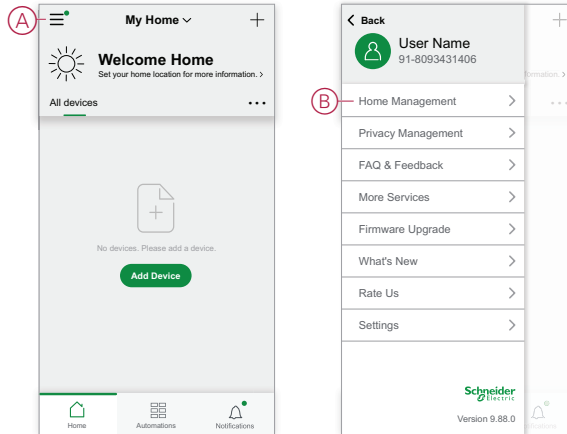 A
My Home
Welcome Home
Set your home location for more information. >
All devices
No devices. Please add a device.
Add Device
Home
Automations
Notifications
Back
User Name
91-8093431406
formation. >
B
Home Management
Privacy Management
FAQ & Feedback
More Services
Firmware Upgrade
What's New
Rate Us
Settings
Schneider
Electric
Version 9.88.0